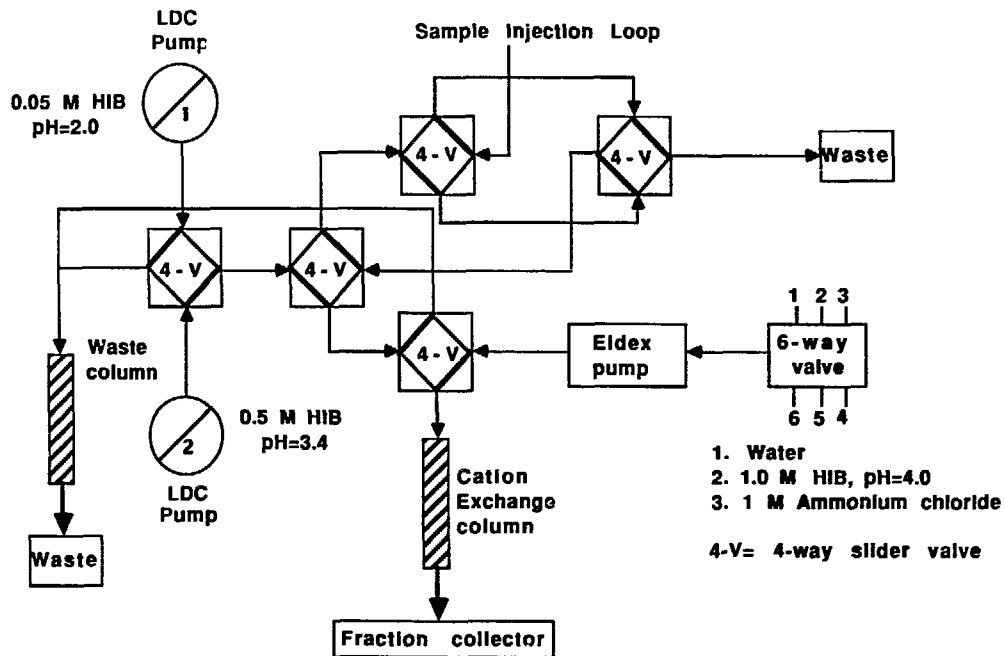 LDC
Pump
Sample Injection Loop
0.05 M HIB
pH=2.0
1
4 - V
4 - V
Waste
4 - V
4 - V
1 2 3
Waste
column
4 - V
Eldex
pump
6-way
valve
6 5 4
0.5 M HIB
pH=3.4
2
LDC
Pump
Cation
Exchange
column
1. Water
2. 1.0 M HIB, pH=4.0
3. 1 M Ammonium chloride
4-V= 4-way slider valve
Waste
Fraction collector